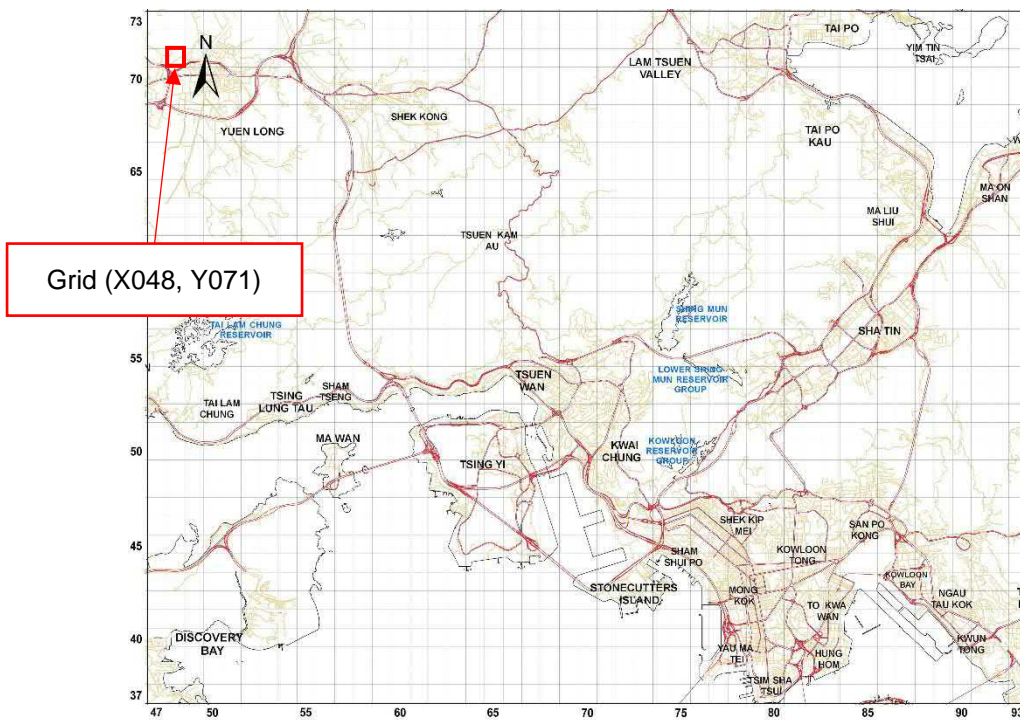 73
TAI PO
N
YIM TIN
TSAI
LAM TSUEN
VALLEY
70
SHEK KONG
YUEN LONG
TAI PO
KAU
65
MA ON
SHAN
MA LIU
SHUI
TSUEN KAM
AU
Grid (X048, Y071)
SHING MUN
RESERVOIR
TAI LAM CHUNG
RESERVOIR
SHA TIN
55
LOWER SHING
MUN RESERVOIR
GROUP
TSUEN
WAN
SHAM
TSENG
TSING
LUNG TAU
TAI LAM
CHUNG
MA WAN
KOWLOON
RESERVOIR
GROUP
KWAI
CHUNG
50
TSING YI
SHEK KIP
MEI
SAN PO
KONG
45
SHAM
SHUI PO
KOWLOON
TONG
KOWLOON
BAY
STONECUTTERS
ISLAND
MONG
KOK
NGAU
TAU KOK
TO KWA
WAN
40
DISCOVERY
BAY
KWUN
TONG
YAU MA
TEI
HUNG
HOM
TSIM SHA
TSUI
37
47 50 55 60 65 70 75 80 85 90 93